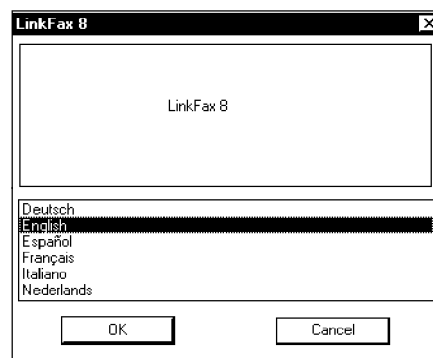 LinkFax 8
LinkFax 8
Deutsch
English
Español
Français
Italiano
Nederlands
OK
Cancel